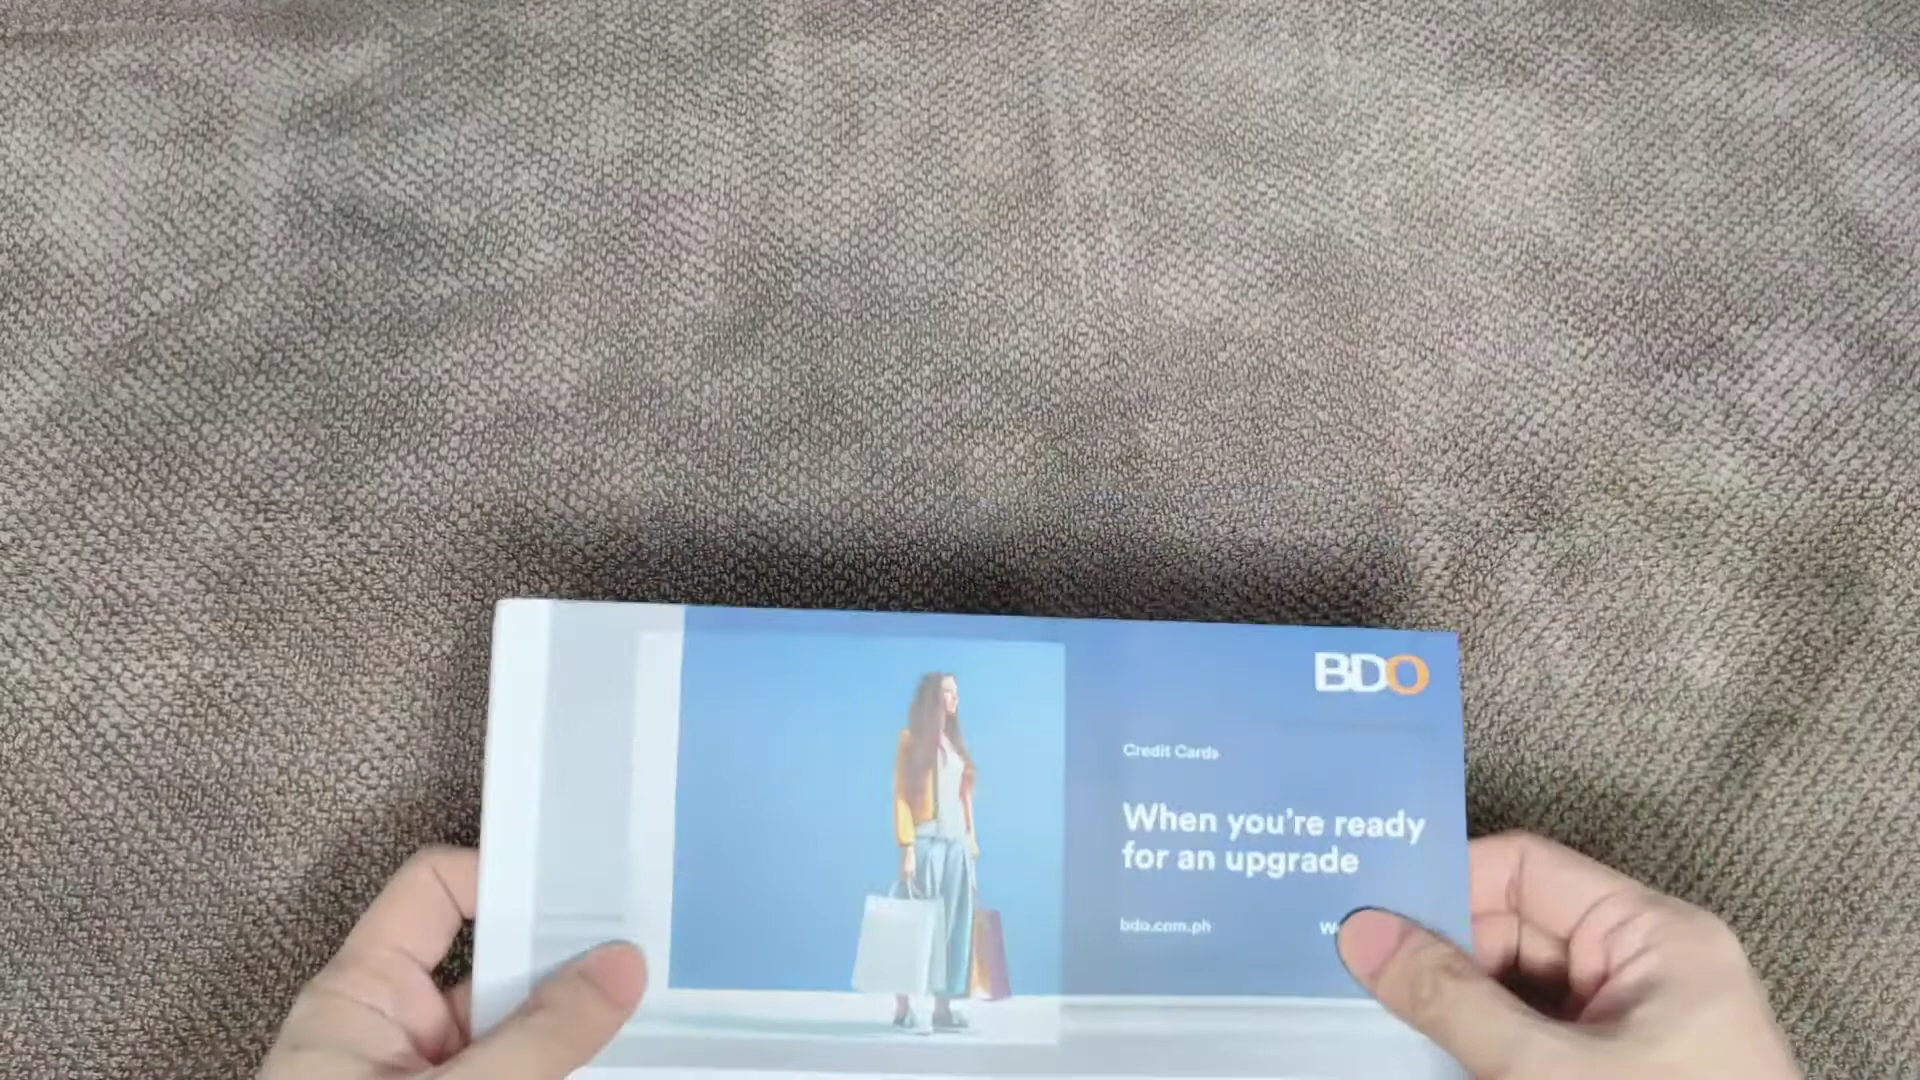 BDO
Credit Cards
When you're ready
for an upgrade
bdo.com.ph